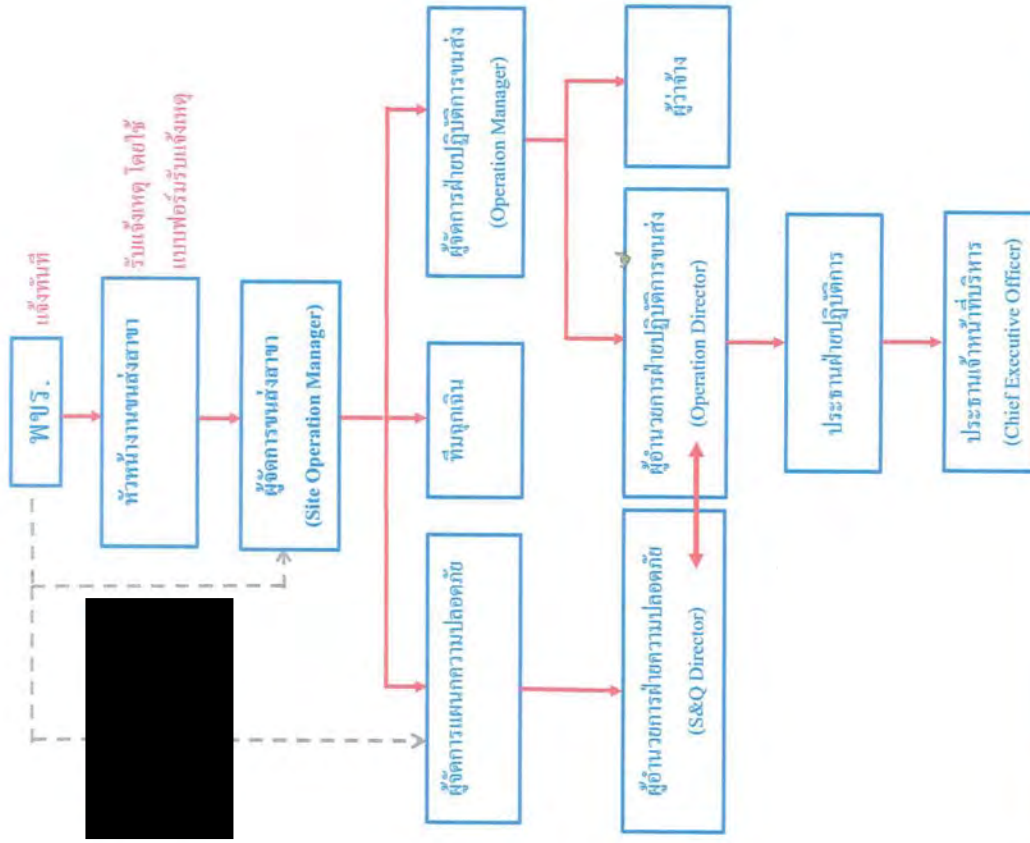 พขร.
แจ้งทันที
หัวหน้างานขนส่งสาขา
รับแจ้งเหตุ โดยใช้
แบบฟอร์มรับแจ้งเหตุ
ผู้จัดการขนส่งสาขา
(Site Operation Manager)
ผู้จัดการแผนกความปลอดภัย
ทีมฉุกเฉิน
ผู้จัดการฝ่ายปฏิบัติการขนส่ง
(Operation Manager)
ผู้อำนวยการฝ่ายความปลอดภัย
(S&Q Director)
ผู้อำนวยการฝ่ายปฏิบัติการขนส่ง
(Operation Director)
ผู้ว่าจ้าง
ประธานฝ่ายปฏิบัติการ
ประธานเจ้าหน้าที่บริหาร
(Chief Executive Officer)